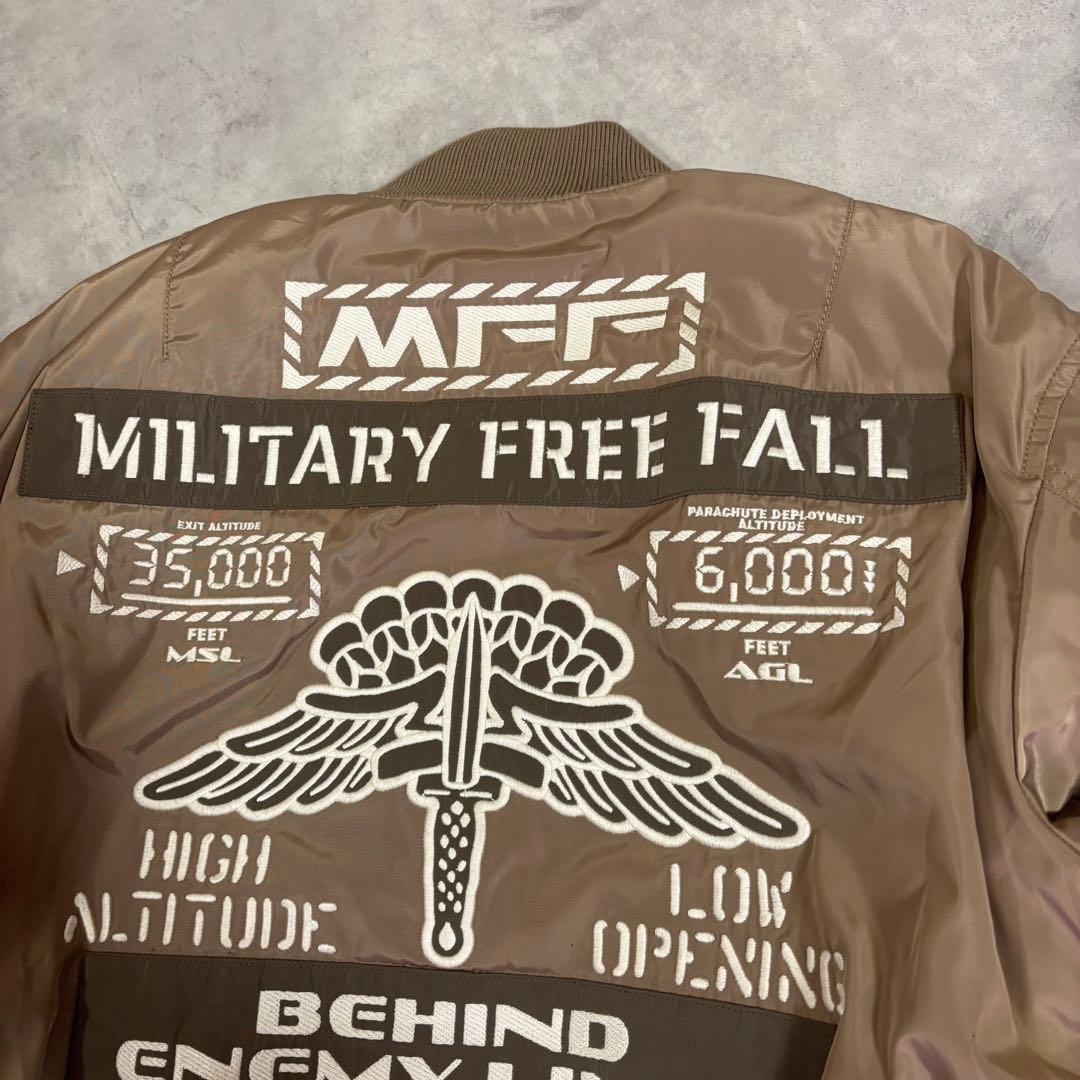 MFF
MILITARY FREE FALL
EXIT ALTITUDE
35,000
FEET
MSL
PARACHUTE DEPLOYMENT
ALTITUDE
6,000
FEET
AGL
HIGH
ALTITUDE
LOW
OPENING
BEHIND
ENEMY